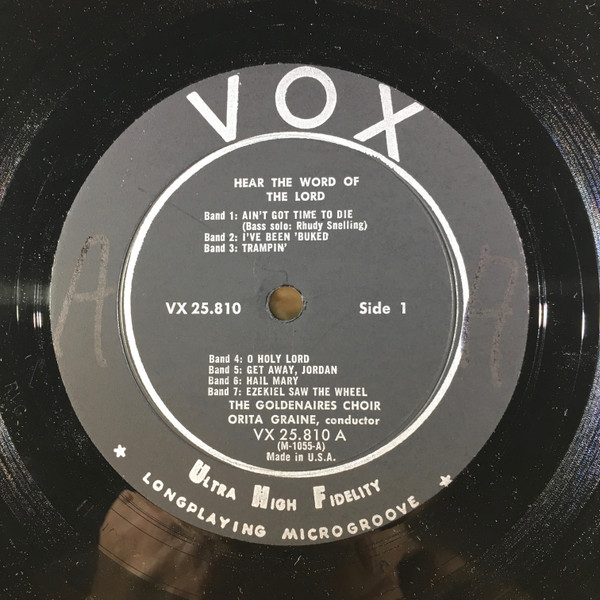 VOX
HEAR THE WORD OF
THE LORD
Band 1: AIN'T GOT TIME TO DIE
(Bass solo: Rhudy Snelling)
Band 2: I'VE BEEN 'BUKED
Band 3: TRAMPIN'
VX 25.810
Side 1
Band 4: O HOLY LORD
Band 5: GET AWAY, JORDAN
Band 6: HAIL MARY
Band 7: EZEKIEL SAW THE WHEEL
THE GOLDENAIRES CHOIR
ORITA GRAINE, conductor
VX 25.810 A
(M-1055-A)
Made in U.S.A.
ULTRA HIGH FIDELITY
LONGPLAYING MICROGROOVE
A